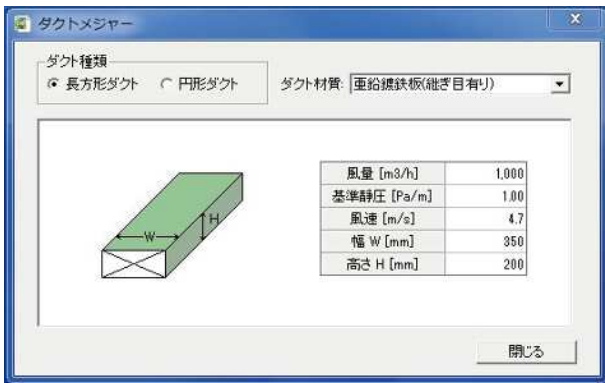 ダクトメジャー
ダクト種類
長方形ダクト 円形ダクト
ダクト材質: 亜鉛鍍鉄板(継ぎ目有り)
風量 [m3/h] 1,000
基準静圧 [Pa/m] 1.00
風速 [m/s] 4.7
幅 W [mm] 350
高さ H [mm] 200
W
H
閉じる